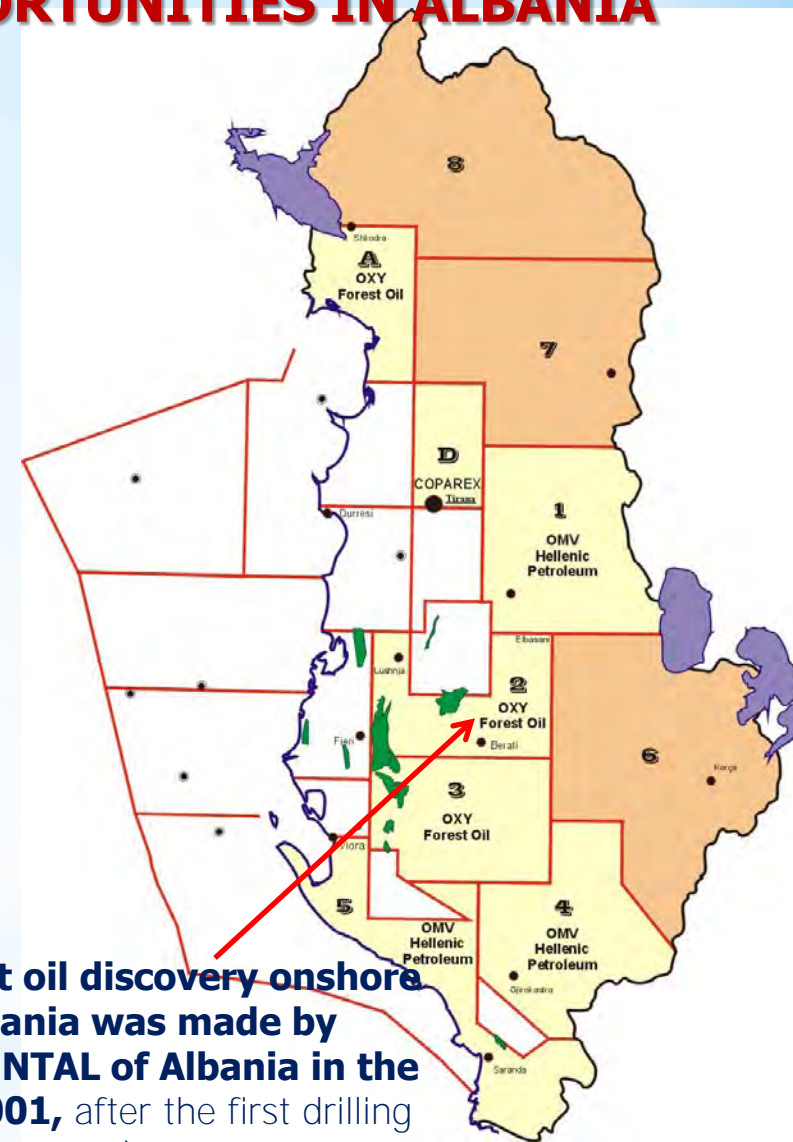 ORTUNITIES IN ALBANIA
8
Shkodra
A
OXY
Forest Oil
7
D
COPAREX
Tirana
Durresi
1
OMV
Hellenic
Petroleum
Elbasani
Lushnja
2
OXY
Forest Oil
Fieri
Berati
6
Korça
3
OXY
Forest Oil
Vlora
5
OMV
Hellenic
Petroleum
4
OMV
Hellenic
Petroleum
Gjirokastra
Saranda
t oil discovery onshore
bania was made by
NTAL of Albania in the
001, after the first drilling